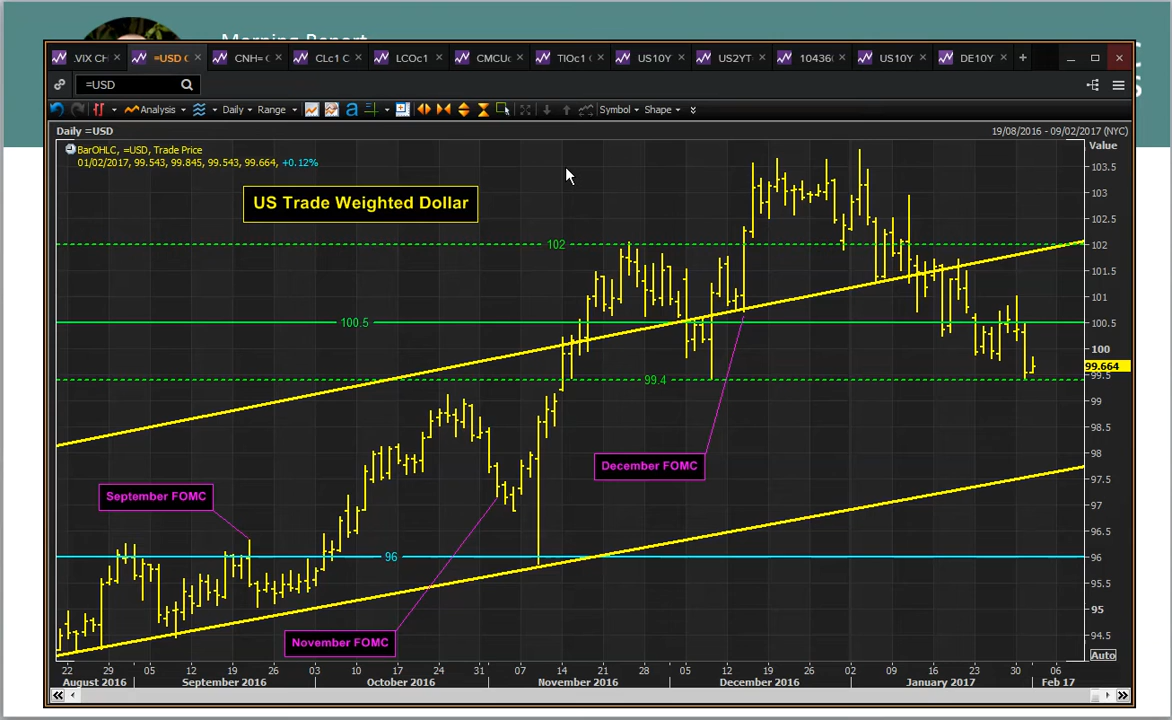 Morning Report
.VIX CH
=USD C
CNH=
CLc1 C
LCOc1
CMCUc
TIOc1
US10Y
US2YT
10436
US10Y
DE10Y
=USD
Analysis
Daily
Range
Symbol
Shape
Daily =USD
19/08/2016 - 09/02/2017 (NYC)
BarOHLC, =USD, Trade Price
01/02/2017, 99.543, 99.845, 99.543, 99.664, +0.12%
Value
US Trade Weighted Dollar
103.5
103
102.5
102
102
101.5
101
100.5
100.5
100
99.664
99.5
99.4
99
98.5
98
December FOMC
97.5
September FOMC
97
96.5
96
96
95.5
95
November FOMC
94.5
Auto
22 29 05 12 19 26 03 10 17 24 31 07 14 21 28 05 12 19 26 02 09 16 23 30 06
August 2016 September 2016 October 2016 November 2016 December 2016 January 2017 Feb 17